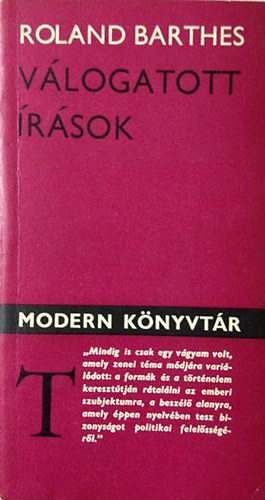 ROLAND BARTHES
VÁLOGATOTT
ÍRÁSOK
MODERN KÖNYVTÁR
T
„Mindig is csak egy vágyam volt,
amely zenei téma módjára variá-
lódott: a formák és a történelem
keresztútján rátalálni az emberi
szubjektumra, a beszélő alanyra,
amely éppen nyelvében tesz bi-
zonyságot politikai felelősségé-
ről.”